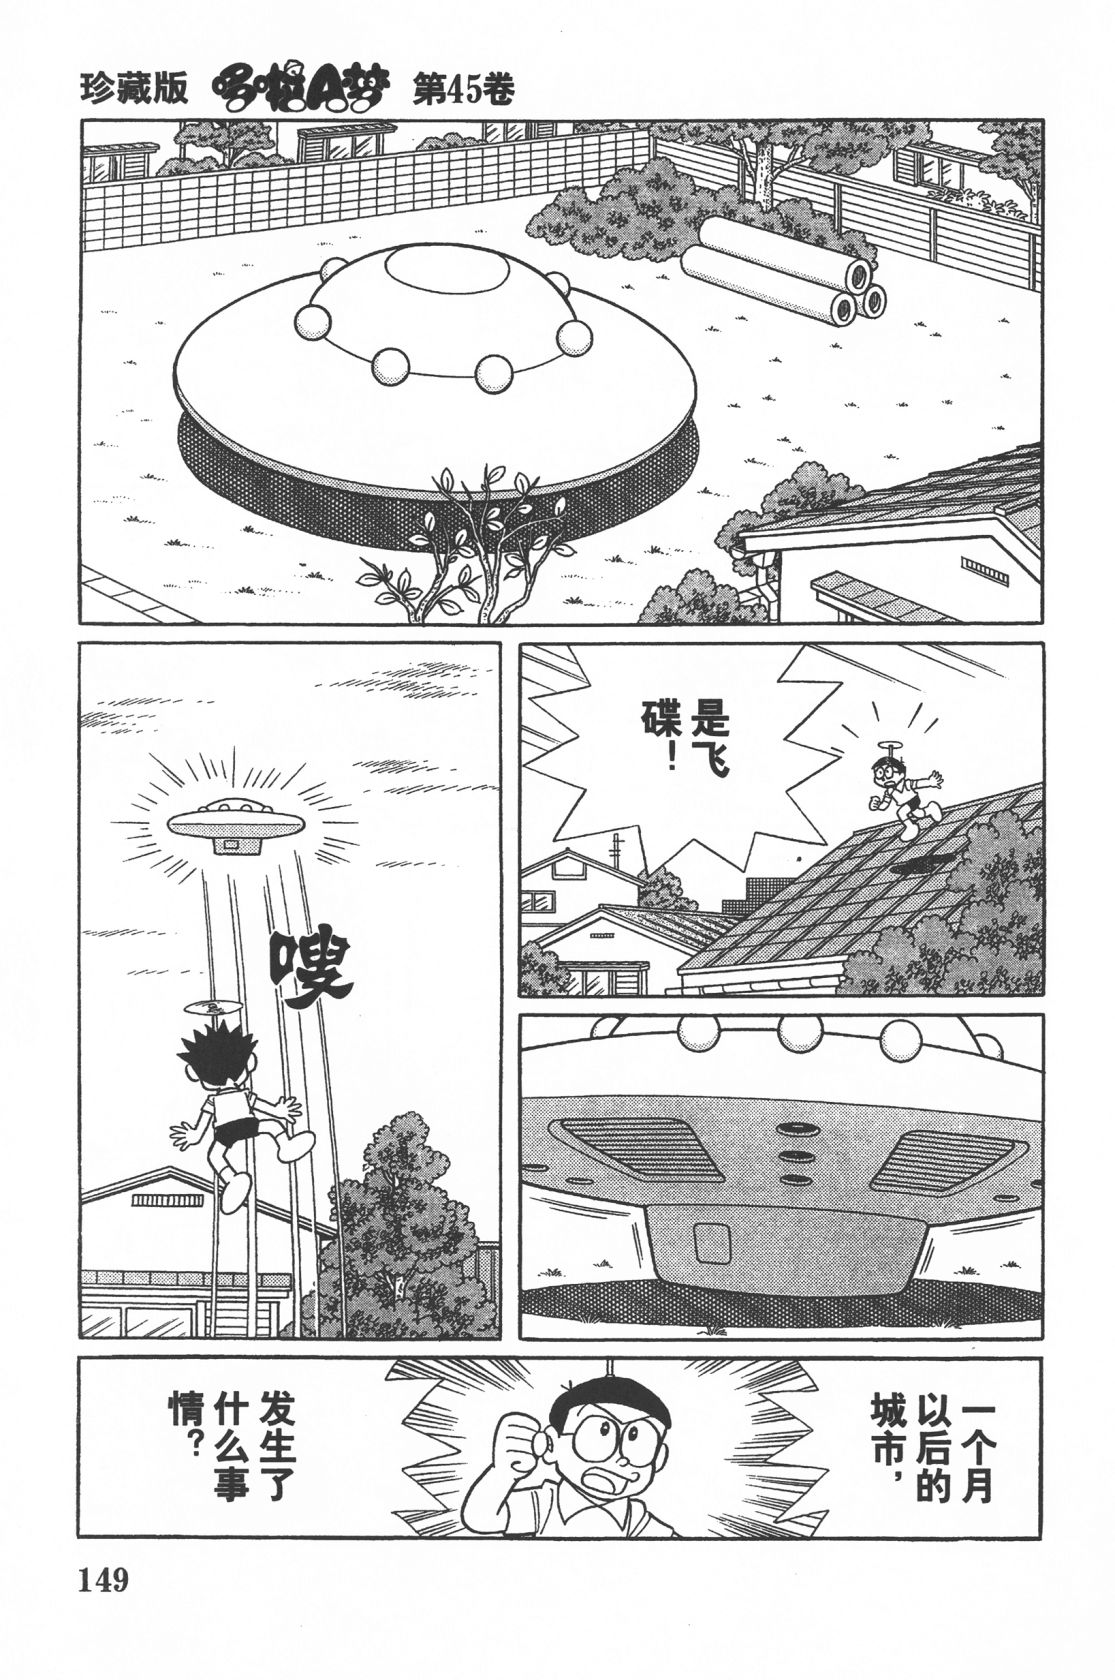 珍藏版 哆啦A梦 第45卷
是飞
碟！
嗖
一个月
以后的
城市，
发生了
什么事
情？
149